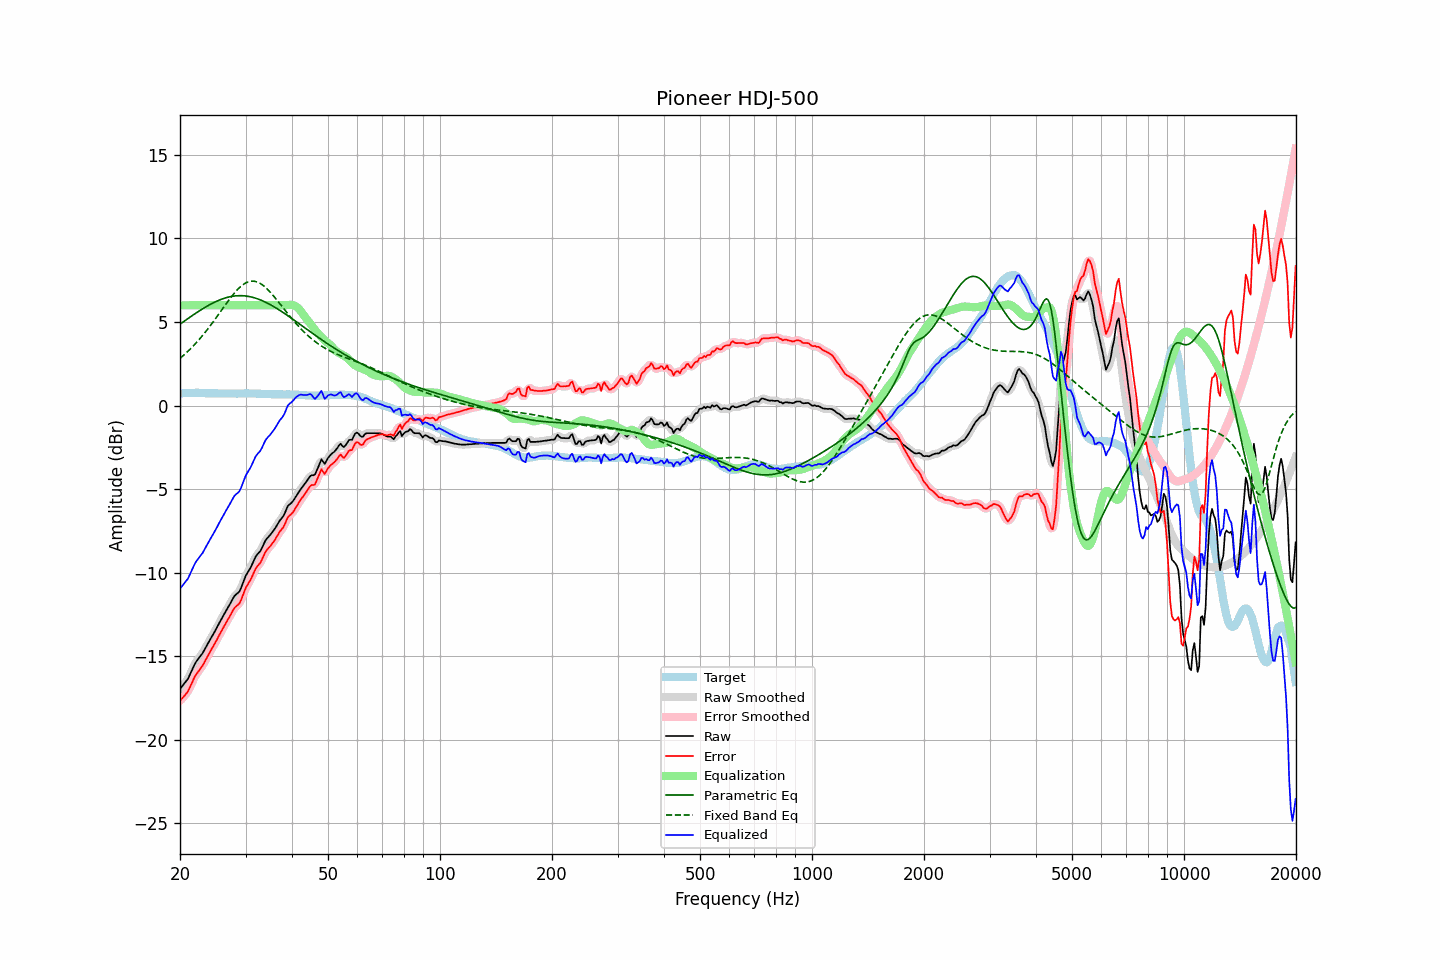 Pioneer HDJ-500
Amplitude (dBr)
15
10
5
0
−5
−10
−15
−20
−25
Target
Raw Smoothed
Error Smoothed
Raw
Error
Equalization
Parametric Eq
Fixed Band Eq
Equalized
20 50 100 200 500 1000 2000 5000 10000 20000
Frequency (Hz)